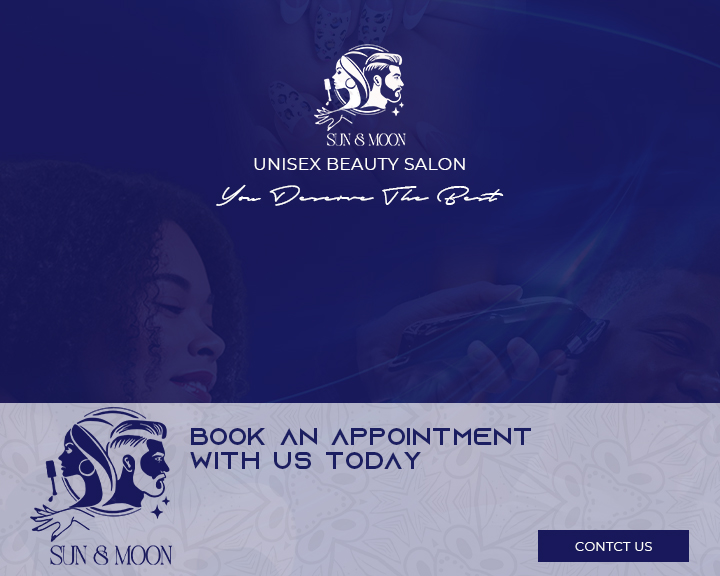 SUN & MOON
UNISEX BEAUTY SALON
You Deserve The Best
BOOK AN APPOINTMENT
WITH US TODAY
SUN & MOON
CONTCT US